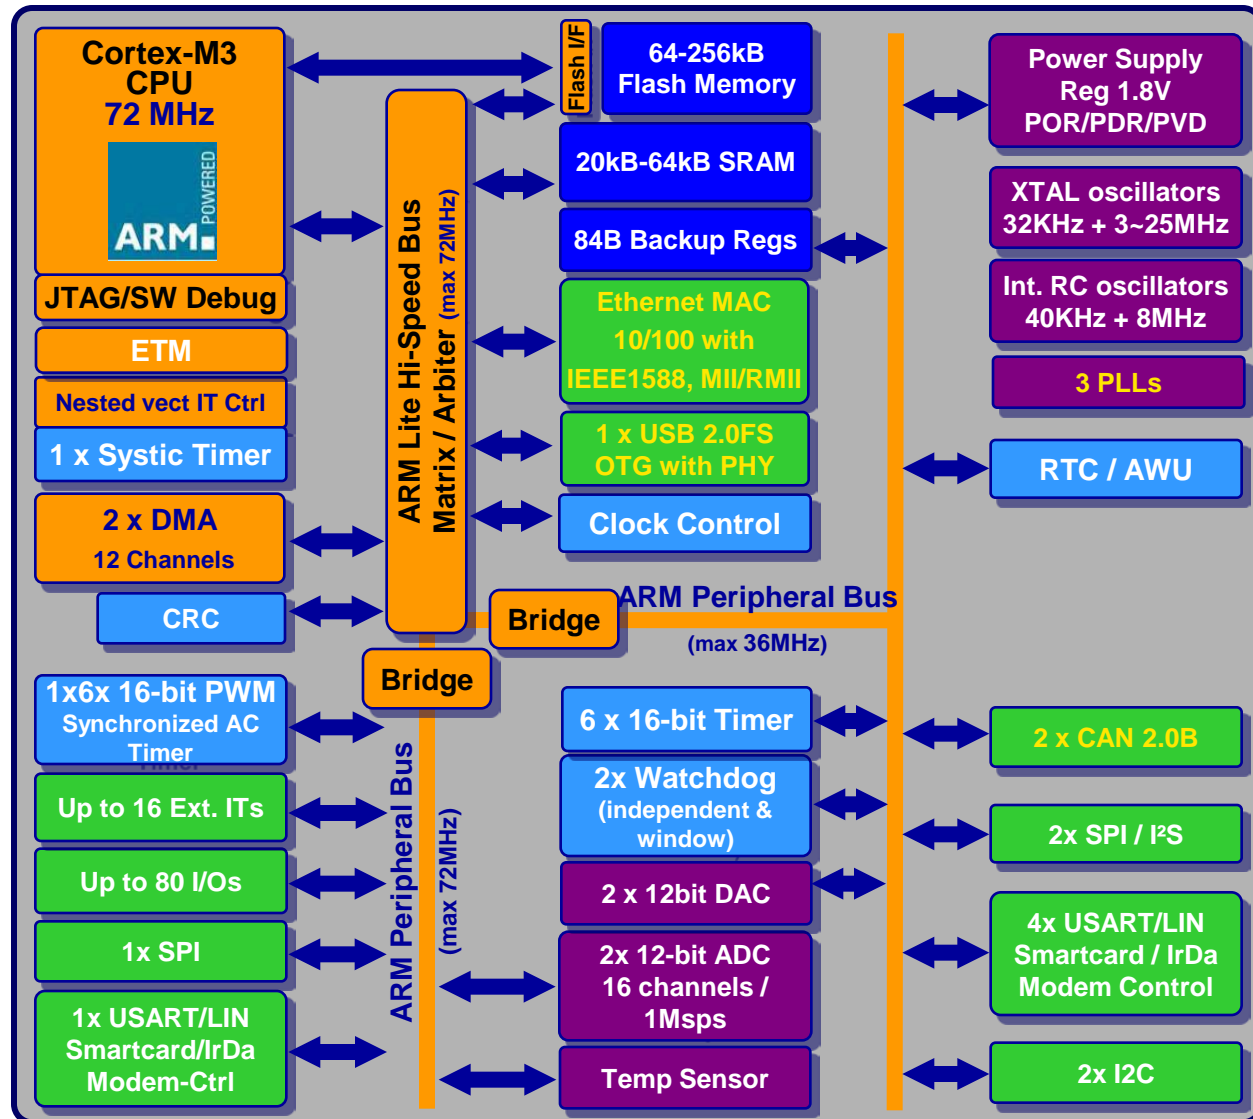 Cortex-M3
CPU
72 MHz
ARM
POWERED
JTAG/SW Debug
ETM
Nested vect IT Ctrl
1 x Systic Timer
2 x DMA
12 Channels
CRC
1x6x 16-bit PWM
Synchronized AC
Timer
Up to 16 Ext. ITs
Up to 80 I/Os
1x SPI
1x USART/LIN
Smartcard/IrDa
Modem-Ctrl
ARM Lite Hi-Speed Bus
Matrix / Arbiter (max 72MHz)
Bridge
ARM Peripheral Bus
(max 72MHz)
Flash I/F
64-256kB
Flash Memory
20kB-64kB SRAM
84B Backup Regs
Ethernet MAC
10/100 with
IEEE1588, MII/RMII
1 x USB 2.0FS
OTG with PHY
Clock Control
Bridge
ARM Peripheral Bus
(max 36MHz)
6 x 16-bit Timer
2x Watchdog
(independent &
window)
2 x 12bit DAC
2x 12-bit ADC
16 channels /
1Msps
Temp Sensor
Power Supply
Reg 1.8V
POR/PDR/PVD
XTAL oscillators
32KHz + 3~25MHz
Int. RC oscillators
40KHz + 8MHz
3 PLLs
RTC / AWU
2 x CAN 2.0B
2x SPI / I²S
4x USART/LIN
Smartcard / IrDa
Modem Control
2x I2C